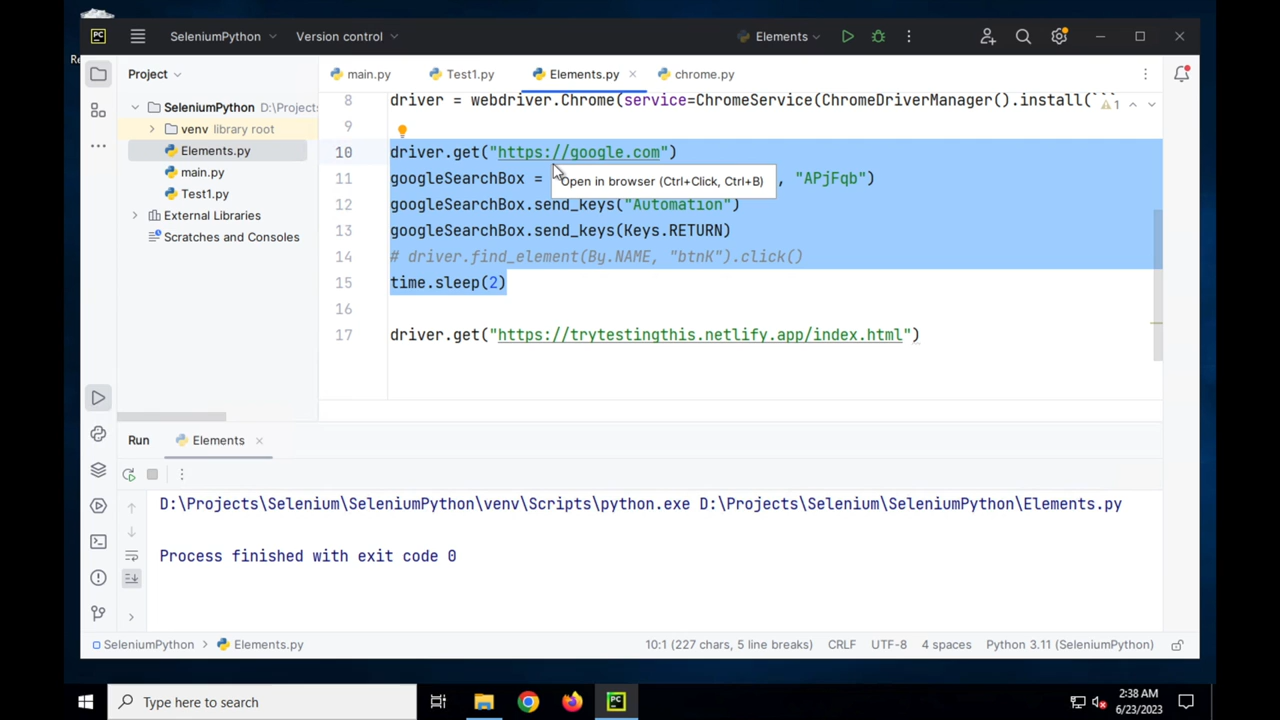 Re
PC
SeleniumPython
Version control
Elements
Project
main.py
Test1.py
Elements.py
chrome.py
SeleniumPython D:\Projects
venv library root
Elements.py
main.py
Test1.py
External Libraries
Scratches and Consoles
8 driver = webdriver.Chrome(service=ChromeService(ChromeDriverManager().install(
1
9
10 driver.get("https://google.com")
11 googleSearchBox = , "APjFqb")
Open in browser (Ctrl+Click, Ctrl+B)
12 googleSearchBox.send_keys("Automation")
13 googleSearchBox.send_keys(Keys.RETURN)
14 # driver.find_element(By.NAME, "btnK").click()
15 time.sleep(2)
16
17 driver.get("https://trytestingthis.netlify.app/index.html")
Run
Elements
D:\Projects\Selenium\SeleniumPython\venv\Scripts\python.exe D:\Projects\Selenium\SeleniumPython\Elements.py
Process finished with exit code 0
SeleniumPython
Elements.py
10:1 (227 chars, 5 line breaks)
CRLF
UTF-8
4 spaces
Python 3.11 (SeleniumPython)
Type here to search
PC
2:38 AM
6/23/2023